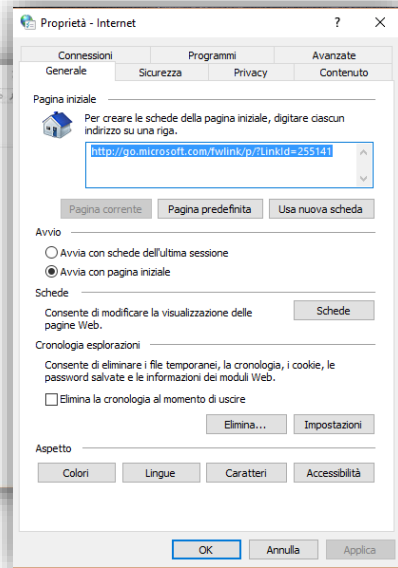 Proprietà - Internet
Connessioni Programmi Avanzate
Generale Sicurezza Privacy Contenuto
Pagina iniziale
Per creare le schede della pagina iniziale, digitare ciascun
indirizzo su una riga.
http://go.microsoft.com/fwlink/p/?LinkId=255141
Pagina corrente Pagina predefinita Usa nuova scheda
Avvio
Avvia con schede dell'ultima sessione
Avvia con pagina iniziale
Schede
Consente di modificare la visualizzazione delle
pagine Web.
Schede
Cronologia esplorazioni
Consente di eliminare i file temporanei, la cronologia, i cookie, le
password salvate e le informazioni dei moduli Web.
Elimina la cronologia al momento di uscire
Elimina... Impostazioni
Aspetto
Colori Lingue Caratteri Accessibilità
OK Annulla Applica